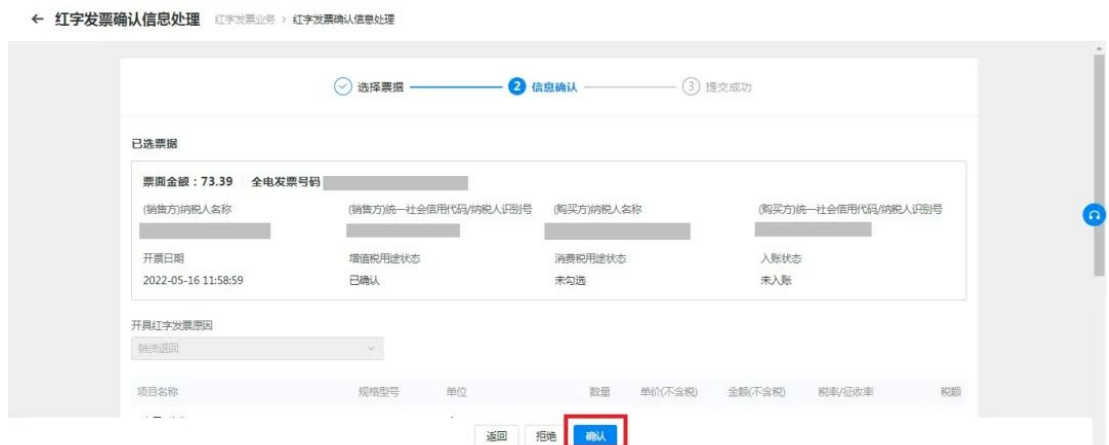 ← 红字发票确认信息处理 红字发票业务 > 红字发票确认信息处理
选择票据 2 信息确认 3 提交成功
已选票据
票面金额：73.39 全电发票号码
(销售方)纳税人名称 (销售方)统一社会信用代码/纳税人识别号 (购买方)纳税人名称 (购买方)统一社会信用代码/纳税人识别号
开票日期 增值税用途状态 消费税用途状态 入账状态
2022-05-16 11:58:59 已确认 未勾选 未入账
开具红字发票原因
销货退回
项目名称 规格型号 单位 数量 单价(不含税) 金额(不含税) 税率/征收率 税额
返回 拒绝 确认